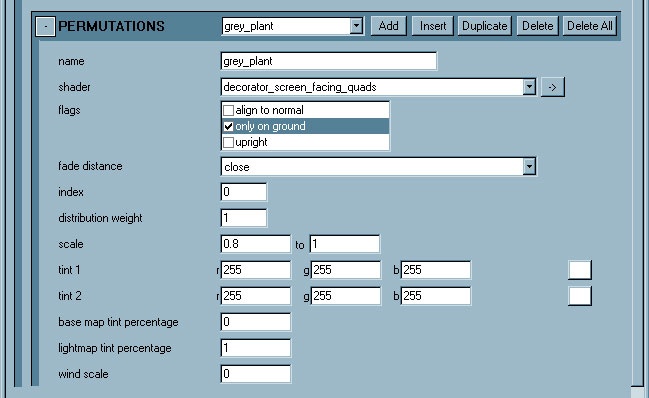 - PERMUTATIONS grey_plant Add Insert Duplicate Delete Delete All
name grey_plant
shader decorator_screen_facing_quads ->
flags align to normal
only on ground
upright
fade distance close
index 0
distribution weight 1
scale 0.8 to 1
tint 1 r 255 g 255 b 255
tint 2 r 255 g 255 b 255
base map tint percentage 0
lightmap tint percentage 1
wind scale 0